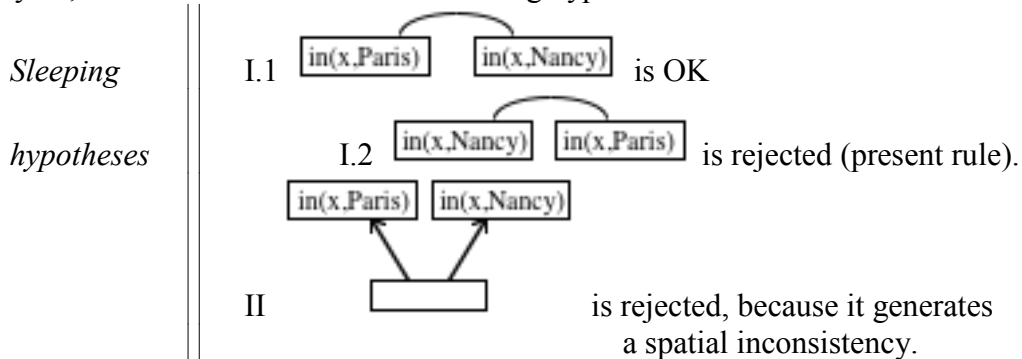 Sleeping I.1 in(x,Paris) in(x,Nancy) is OK
hypotheses I.2 in(x,Nancy) in(x,Paris) is rejected (present rule).
in(x,Paris) in(x,Nancy)
II is rejected, because it generates
a spatial inconsistency.